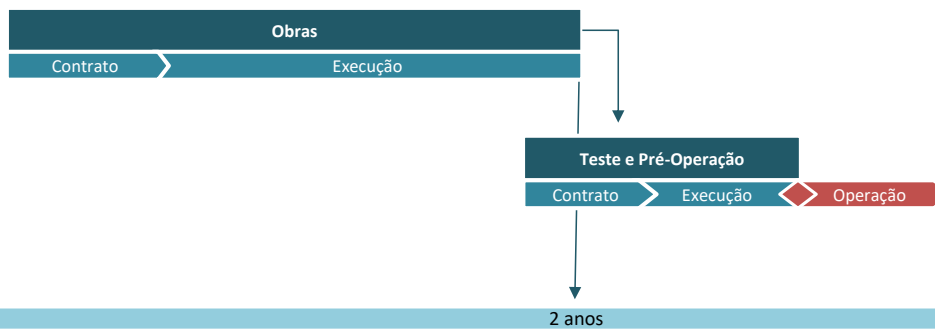 Obras
Contrato
Execução
Teste e Pré-Operação
Contrato
Execução
Operação
2 anos